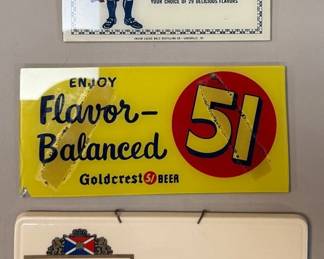 YOUR CHOICE OF 29 DELICIOUS FLAVORS
ENJOY
Flavor-
Balanced
51
Goldcrest 51 BEER